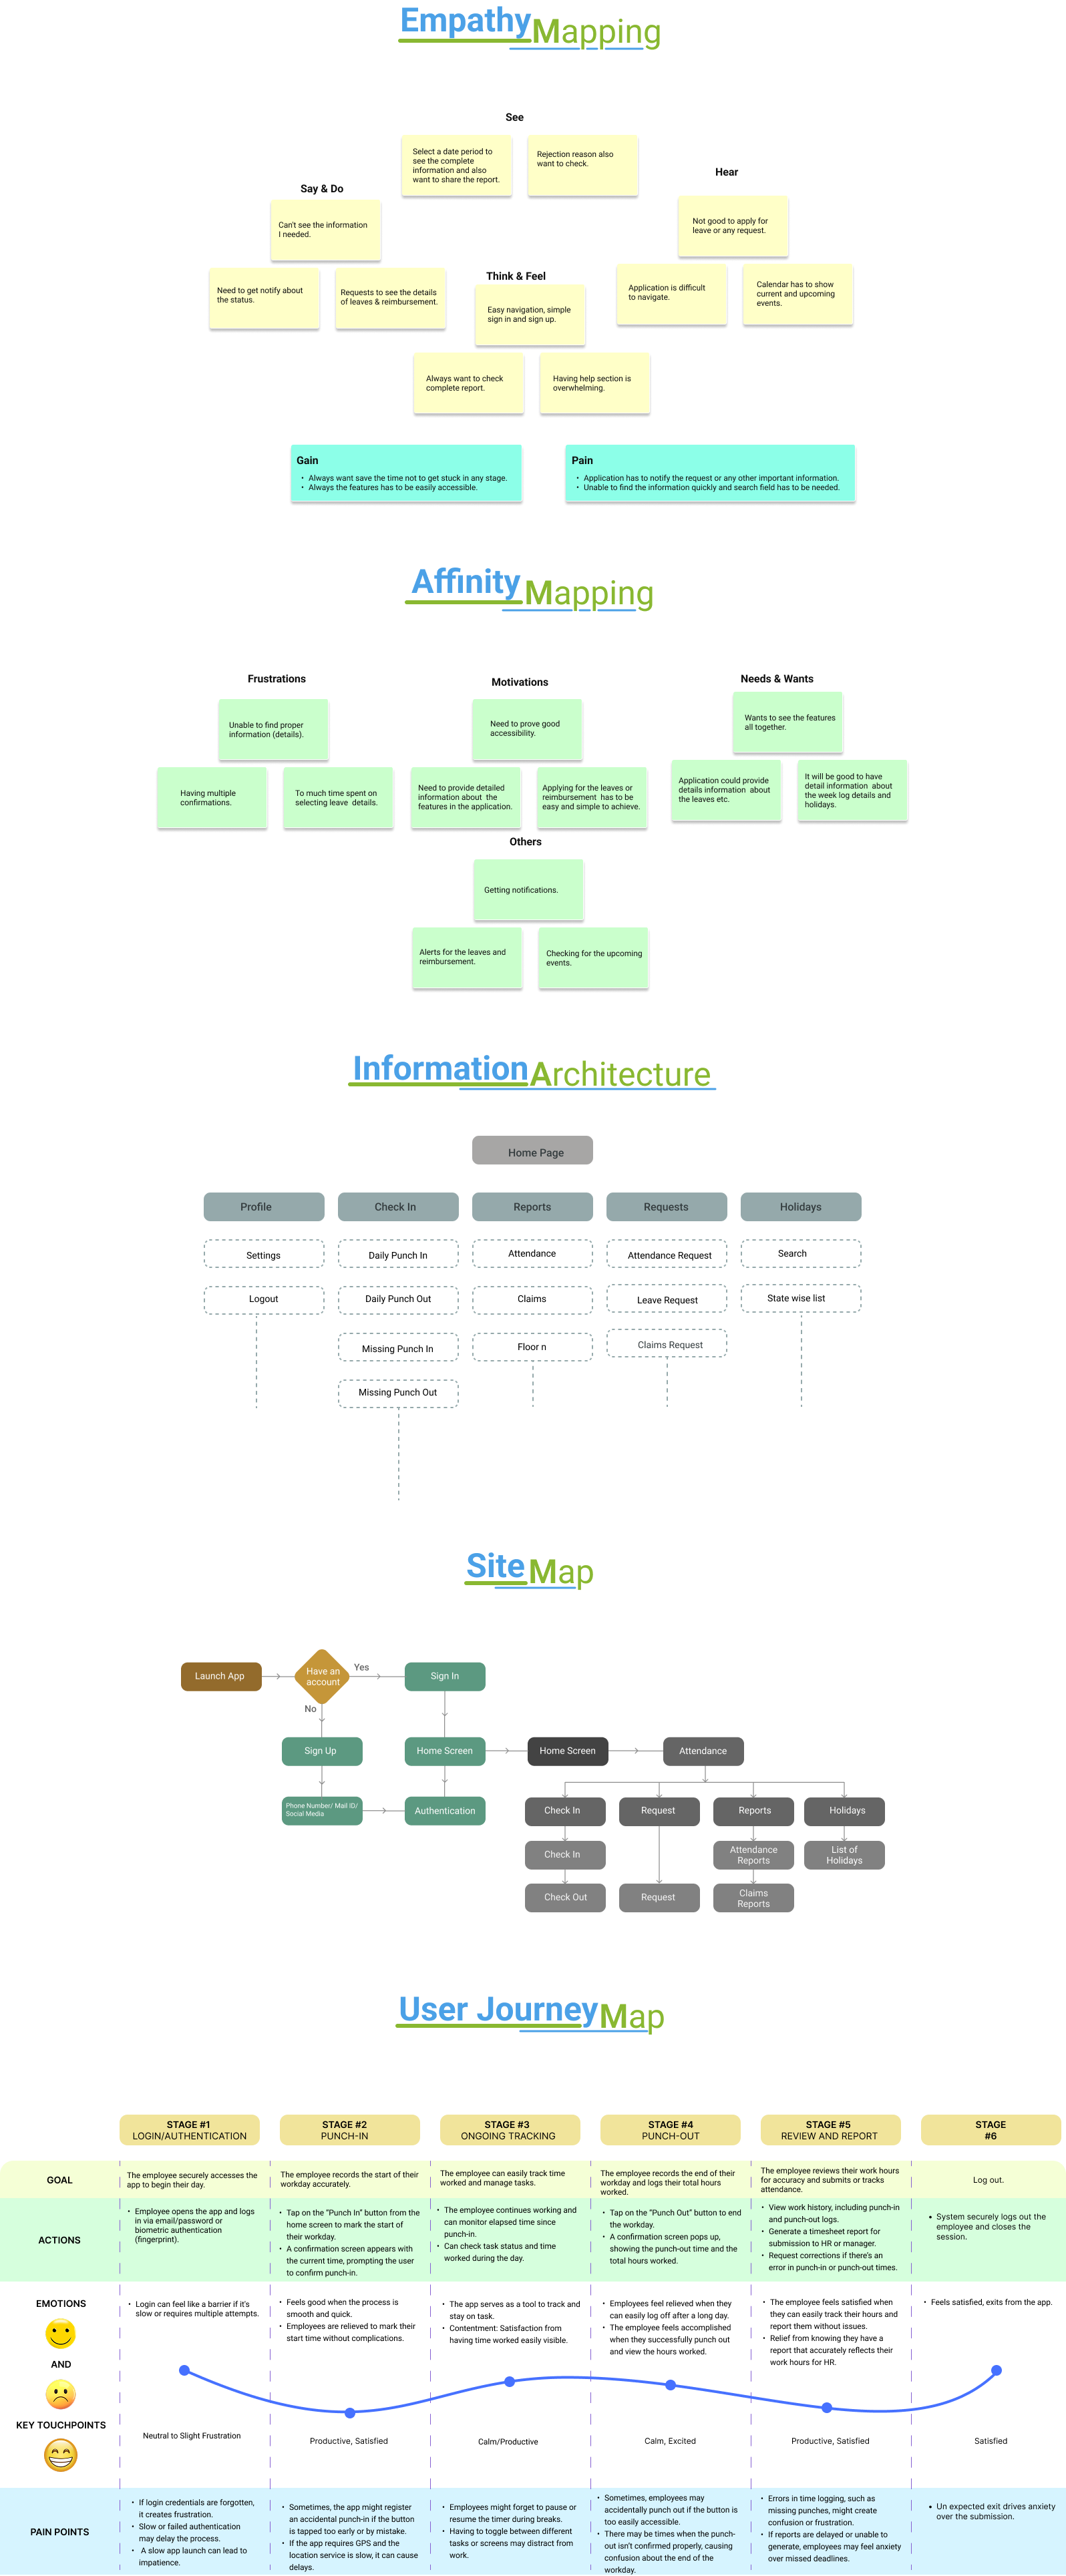 Empathy Mapping
See
Select a date period to
see the complete
information and also
want to share the report.
Rejection reason also
want to check.
Hear
Say & Do
Not good to apply for
leave or any request.
Can't see the information
I needed.
Think & Feel
Need to get notify about
the status.
Requests to see the details
of leaves & reimbursement.
Easy navigation, simple
sign in and sign up.
Application is difficult
to navigate.
Calendar has to show
current and upcoming
events.
Always want to check
complete report.
Having help section is
overwhelming.
Gain
• Always want save the time not to get stuck in any stage.
• Always the features has to be easily accessible.
Pain
• Application has to notify the request or any other important information.
• Unable to find the information quickly and search field has to be needed.
Affinity Mapping
Frustrations
Unable to find proper
information (details).
Having multiple
confirmations.
To much time spent on
selecting leave details.
Motivations
Need to prove good
accessibility.
Need to provide detailed
information about the
features in the application.
Applying for the leaves or
reimbursement has to be
easy and simple to achieve.
Needs & Wants
Wants to see the features
all together.
Application could provide
details information about
the leaves etc.
It will be good to have
detail information about
the week log details and
holidays.
Others
Getting notifications.
Alerts for the leaves and
reimbursement.
Checking for the upcoming
events.
Information Architecture
Home Page
Profile
Settings
Logout
Check In
Daily Punch In
Daily Punch Out
Missing Punch In
Missing Punch Out
Reports
Attendance
Claims
Floor n
Requests
Attendance Request
Leave Request
Claims Request
Holidays
Search
State wise list
Site Map
Launch App
Have an
account
Yes
Sign In
No
Sign Up
Home Screen
Home Screen
Attendance
Phone Number/ Mail ID/
Social Media
Authentication
Check In
Request
Reports
Holidays
Check In
Attendance
Reports
List of
Holidays
Check Out
Request
Claims
Reports
User Journey Map
STAGE #1
LOGIN/AUTHENTICATION
STAGE #2
PUNCH-IN
STAGE #3
ONGOING TRACKING
STAGE #4
PUNCH-OUT
STAGE #5
REVIEW AND REPORT
STAGE
#6
GOAL
The employee securely accesses the
app to begin their day.
The employee records the start of their
workday accurately.
The employee can easily track time
worked and manage tasks.
The employee records the end of their
workday and logs their total hours
worked.
The employee reviews their work hours
for accuracy and submits or tracks
attendance.
Log out.
ACTIONS
• Employee opens the app and logs
in via email/password or
biometric authentication
(fingerprint).
• Tap on the "Punch In" button from the
home screen to mark the start of
their workday.
• A confirmation screen appears with
the current time, prompting the user
to confirm punch-in.
• The employee continues working and
can monitor elapsed time since
punch-in.
• Can check task status and time
worked during the day.
• Tap on the "Punch Out" button to end
the workday.
• A confirmation screen pops up,
showing the punch-out time and the
total hours worked.
• View work history, including punch-in
and punch-out logs.
• Generate a timesheet report for
submission to HR or manager.
• Request corrections if there's an
error in punch-in or punch-out times.
• System securely logs out the
employee and closes the
session.
EMOTIONS
AND
KEY TOUCHPOINTS
• Login can feel like a barrier if it's
slow or requires multiple attempts.
• Feels good when the process is
smooth and quick.
• Employees are relieved to mark their
start time without complications.
• The app serves as a tool to track and
stay on task.
• Contentment: Satisfaction from
having time worked easily visible.
• Employees feel relieved when they
can easily log off after a long day.
• The employee feels accomplished
when they successfully punch out
and view the hours worked.
• The employee feels satisfied when
they can easily track their hours and
report them without issues.
• Relief from knowing they have a
report that accurately reflects their
work hours for HR.
• Feels satisfied, exits from the app.
Neutral to Slight Frustration
Productive, Satisfied
Calm/Productive
Calm, Excited
Productive, Satisfied
Satisfied
PAIN POINTS
• If login credentials are forgotten,
it creates frustration.
• Slow or failed authentication
may delay the process.
• A slow app launch can lead to
impatience.
• Sometimes, the app might register
an accidental punch-in if the button
is tapped too early or by mistake.
• If the app requires GPS and the
location service is slow, it can cause
delays.
• Employees might forget to pause or
resume the timer during breaks.
• Having to toggle between different
tasks or screens may distract from
work.
• Sometimes, employees may
accidentally punch out if the button is
too easily accessible.
• There may be times when the punch-
out isn't confirmed properly, causing
confusion about the end of the
workday.
• Errors in time logging, such as
missing punches, might create
confusion or frustration.
• If reports are delayed or unable to
generate, employees may feel anxiety
over missed deadlines.
• Un expected exit drives anxiety
over the submission.